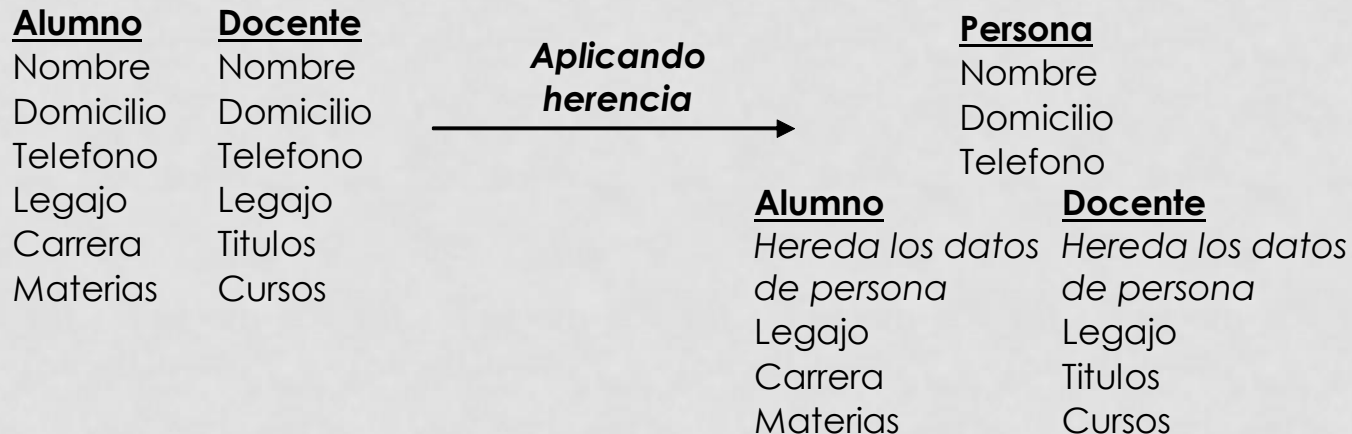 Alumno
Nombre
Domicilio
Telefono
Legajo
Carrera
Materias
Docente
Nombre
Domicilio
Telefono
Legajo
Titulos
Cursos
Aplicando
herencia
Persona
Nombre
Domicilio
Telefono
Alumno
Hereda los datos
de persona
Legajo
Carrera
Materias
Docente
Hereda los datos
de persona
Legajo
Titulos
Cursos